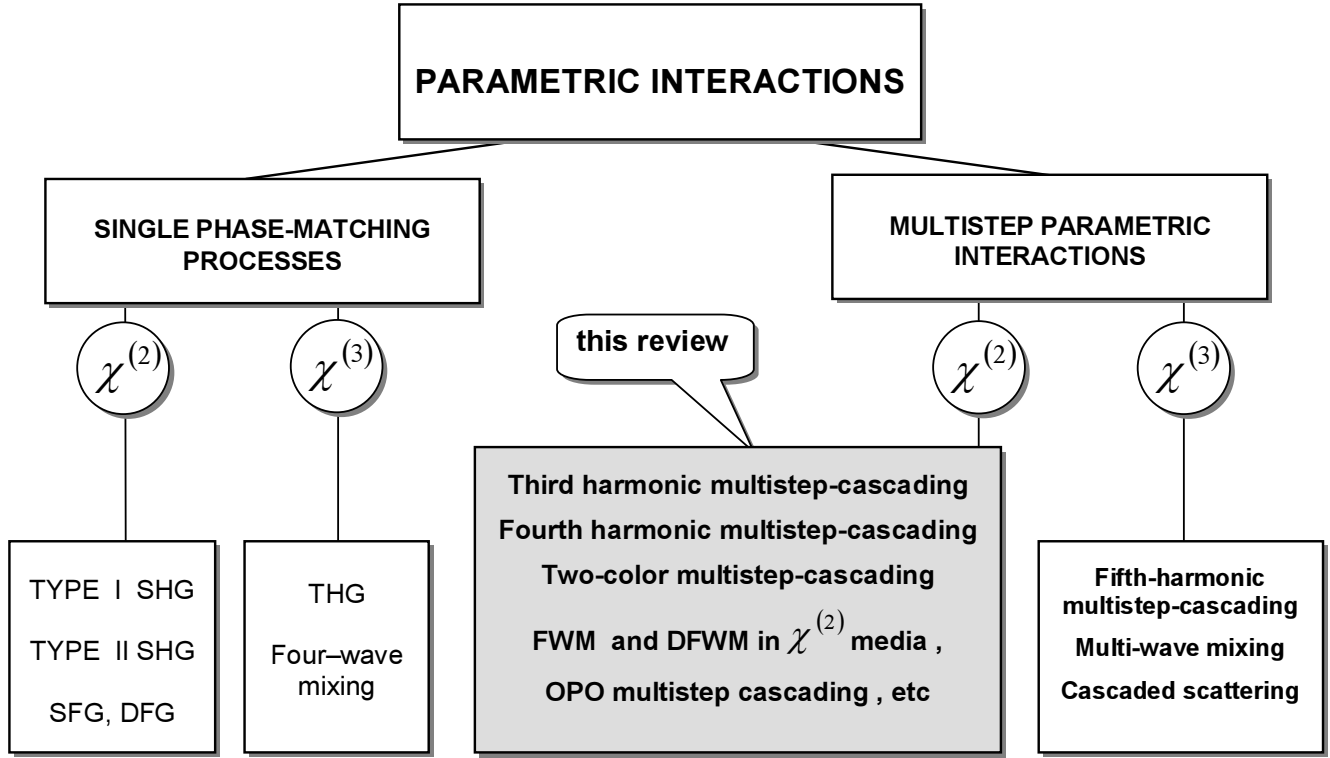 PARAMETRIC INTERACTIONS
SINGLE PHASE-MATCHING
PROCESSES
MULTISTEP PARAMETRIC
INTERACTIONS
χ(2)
χ(3)
this review
χ(2)
χ(3)
TYPE I SHG
TYPE II SHG
SFG, DFG
THG
Four–wave
mixing
Third harmonic multistep-cascading
Fourth harmonic multistep-cascading
Two-color multistep-cascading
FWM and DFWM in χ(2) media ,
OPO multistep cascading , etc
Fifth-harmonic
multistep-cascading
Multi-wave mixing
Cascaded scattering